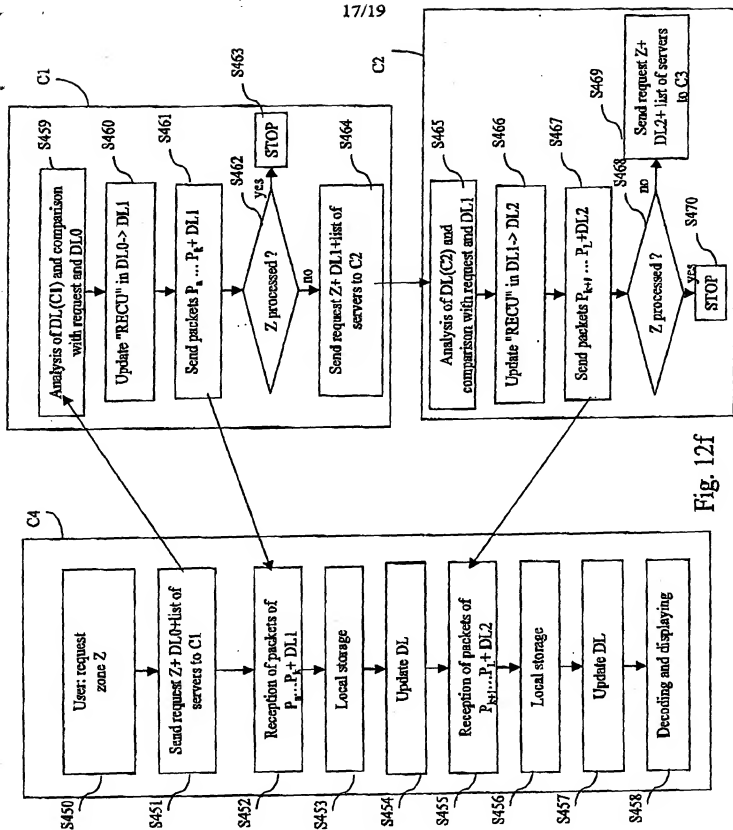 17/19
C4
S450
User: request
zone Z
S451
Send request Z+ DL0+list of
servers to C1
S452
Reception of packets of
Pn...Pk+ DL1
S453
Local storage
S454
Update DL
S455
Reception of packets of
Pk+1...PL+ DL2
S456
Local storage
S457
Update DL
S458
Decoding and displaying
C1
S459
Analysis of DL(C1) and comparison
with request and DL0
S460
Update "RECU" in DL0-> DL1
S461
Send packets Pn ... Pk+ DL1
S462
Z processed ?
yes
S463
STOP
no
S464
Send request Z+ DL1+list of
servers to C2
C2
S465
Analysis of DL(C2) and
comparison with request and DL1
S466
Update "RECU" in DL1-> DL2
S467
Send packets Pk+1 ... PL+DL2
S468
Z processed ?
no
S469
Send request Z+
DL2+ list of servers
to C3
yes
S470
STOP
Fig. 12f